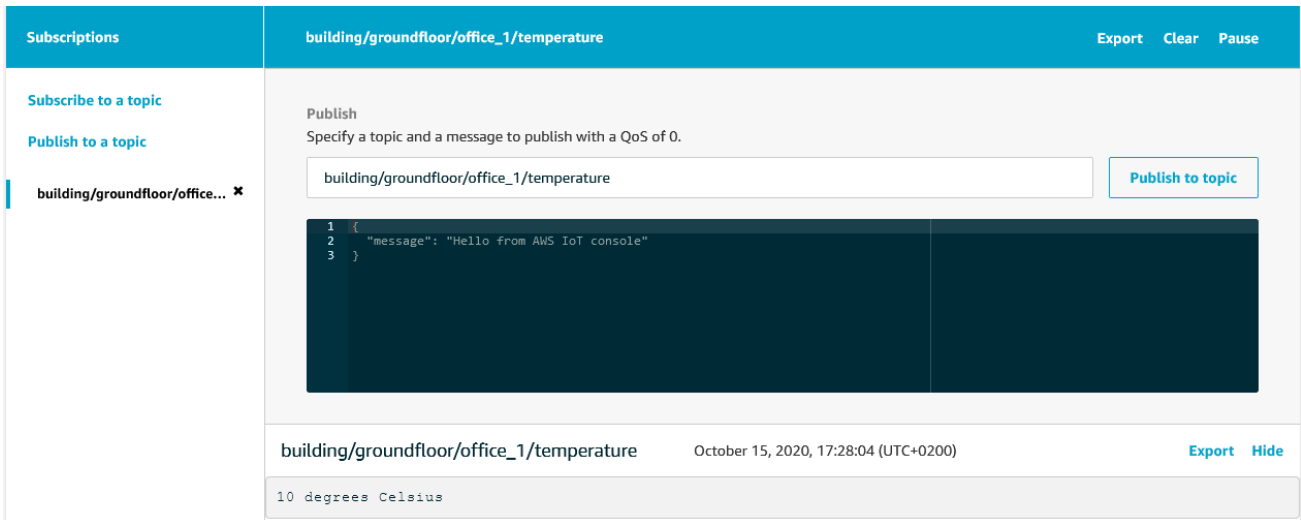 Subscriptions
building/groundfloor/office_1/temperature
Export Clear Pause
Subscribe to a topic
Publish to a topic
building/groundfloor/office... ✖
Publish
Specify a topic and a message to publish with a QoS of 0.
building/groundfloor/office_1/temperature
Publish to topic
1 {
2 "message": "Hello from AWS IoT console"
3 }
building/groundfloor/office_1/temperature
October 15, 2020, 17:28:04 (UTC+0200)
Export Hide
10 degrees Celsius